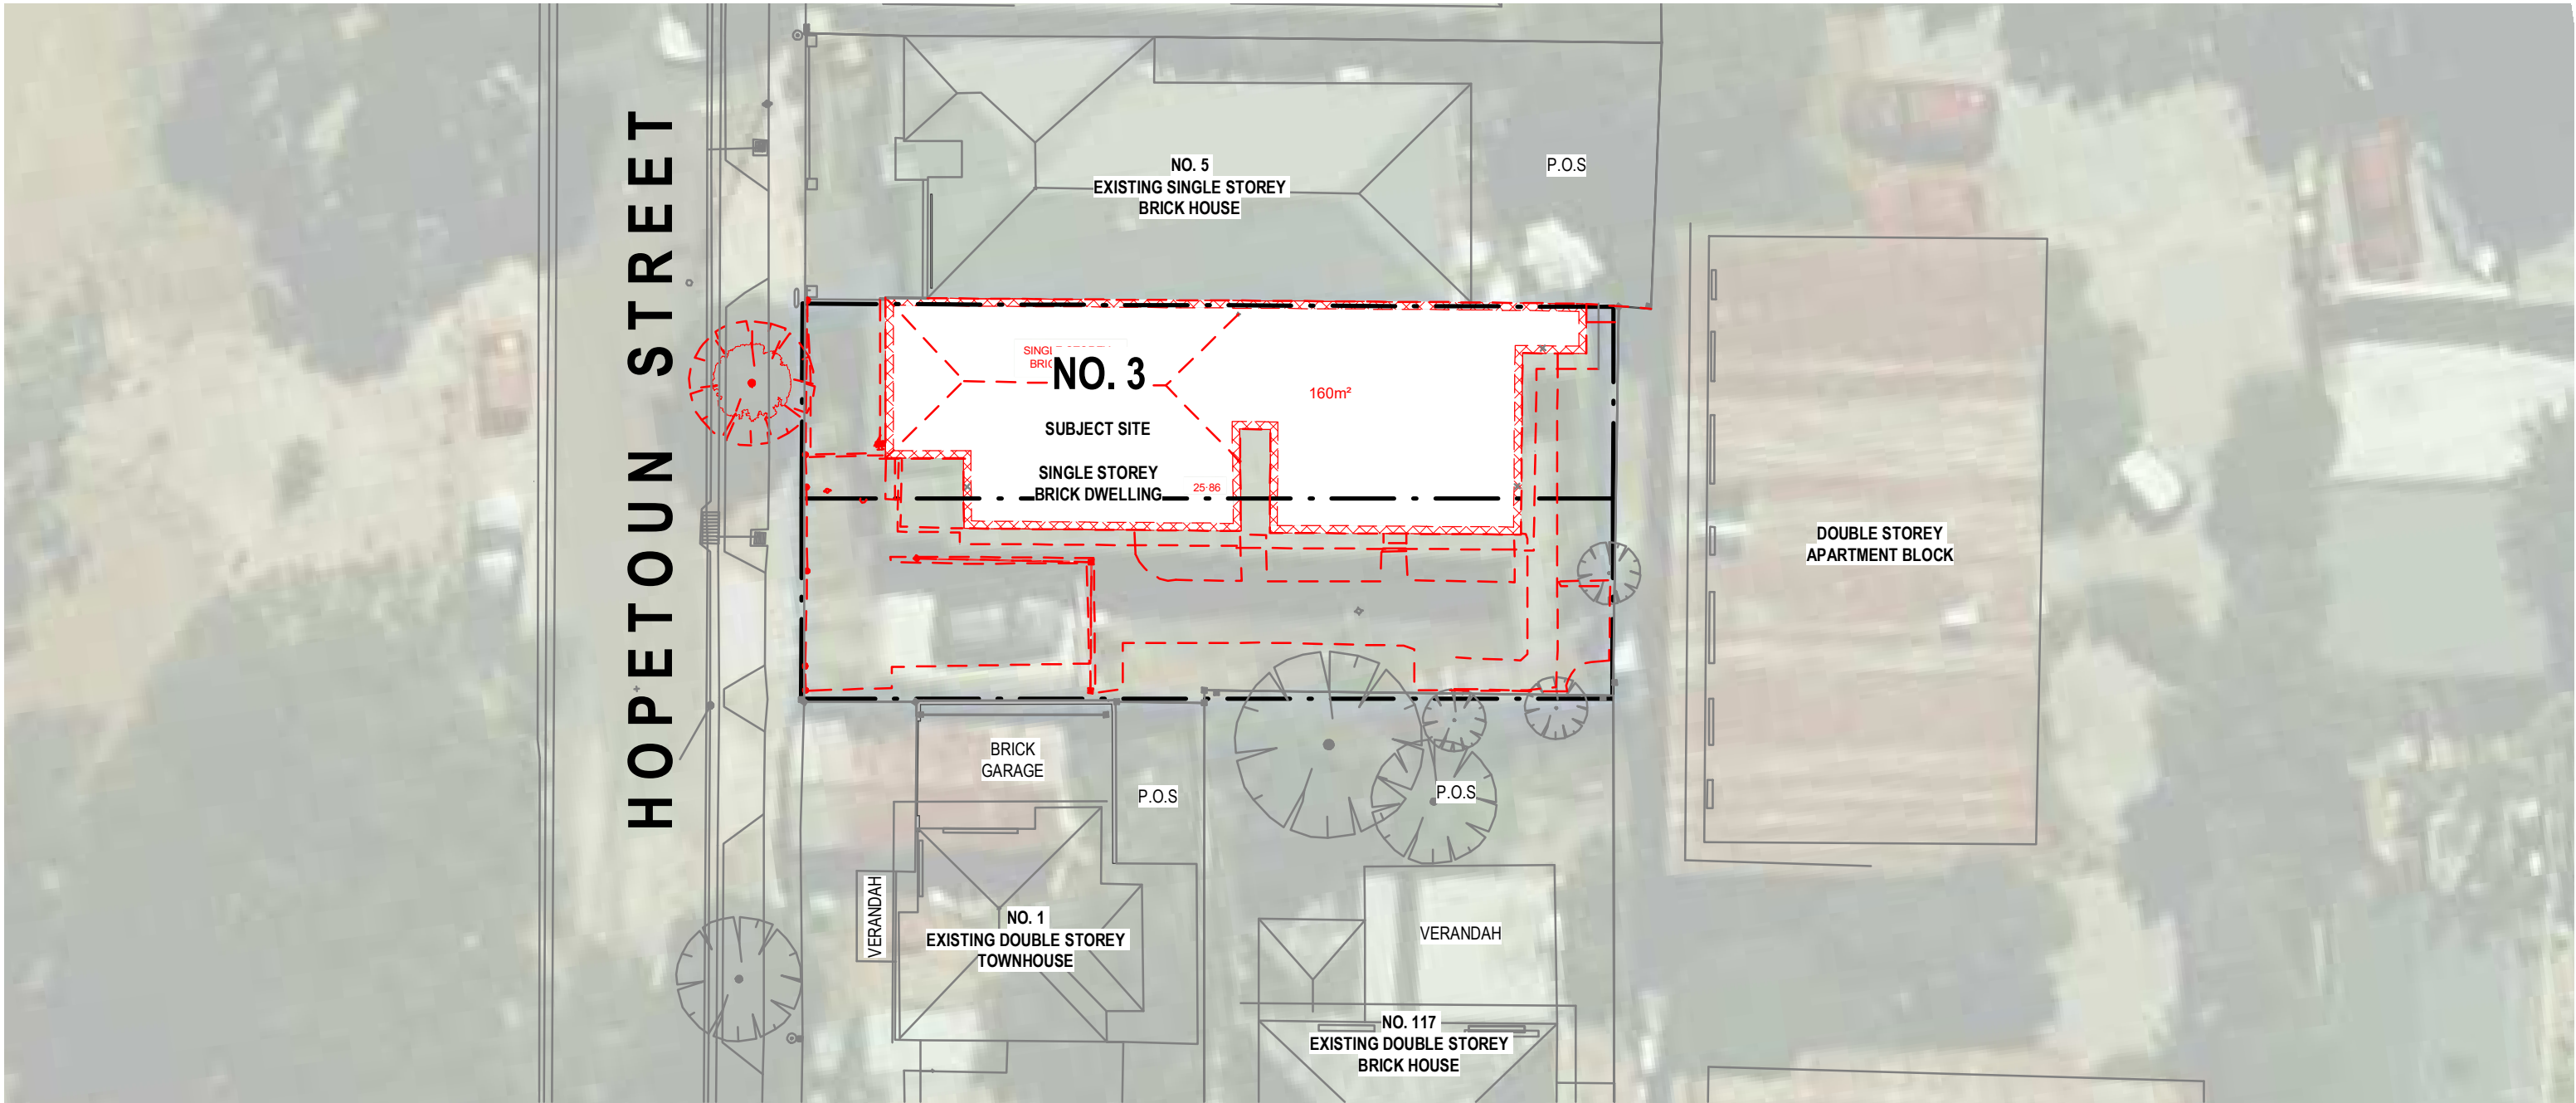 HOPETOUN STREET
NO. 5
EXISTING SINGLE STOREY
BRICK HOUSE
P.O.S
NO. 3
160m²
SUBJECT SITE
SINGLE STOREY
BRICK DWELLING
25·86
DOUBLE STOREY
APARTMENT BLOCK
BRICK
GARAGE
P.O.S
P.O.S
VERANDAH
NO. 1
EXISTING DOUBLE STOREY
TOWNHOUSE
VERANDAH
NO. 117
EXISTING DOUBLE STOREY
BRICK HOUSE